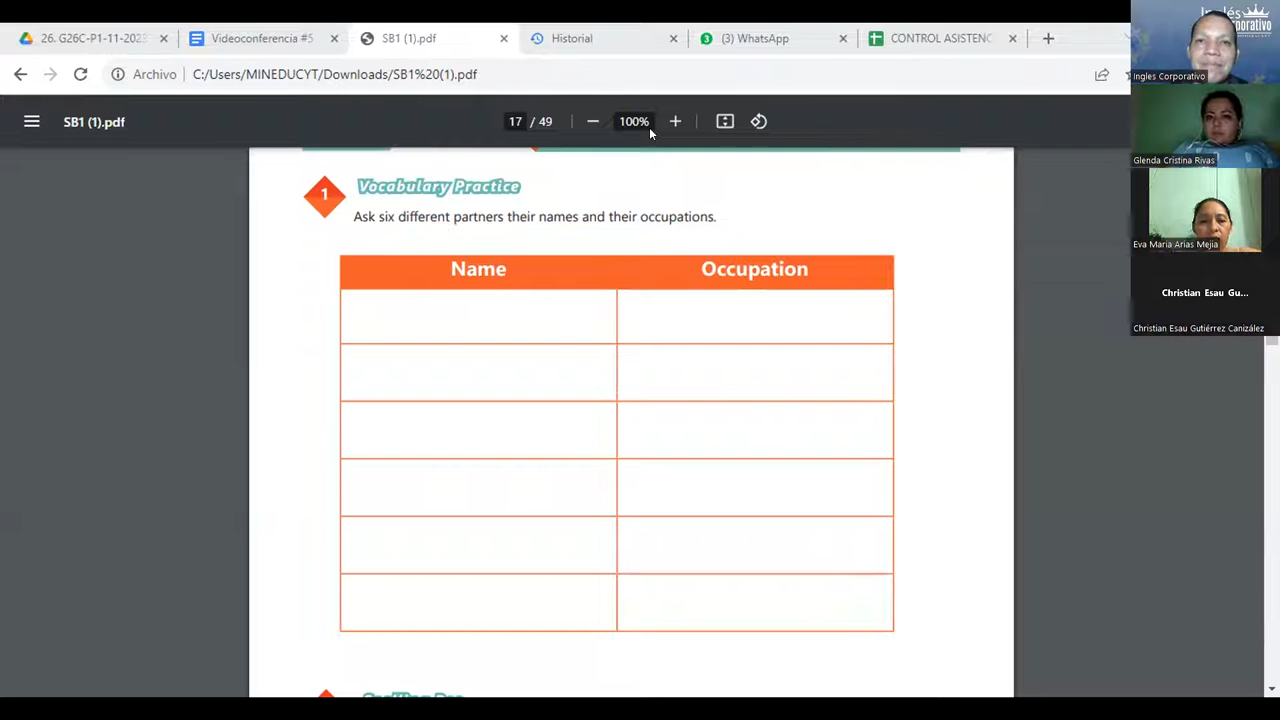 26. G26C-P1-11-2023
Videoconferencia #5
SB1 (1).pdf
Historial
(3) WhatsApp
CONTROL ASISTENC
Archivo
C:/Users/MINEDUCYT/Downloads/SB1%20(1).pdf
SB1 (1).pdf
17 / 49
100%
1
Vocabulary Practice
Ask six different partners their names and their occupations.
Name
Occupation
Inglés
Corporativo
Ingles Corporativo
Glenda Cristina Rivas
Eva Maria Arias Mejia
Christian Esau Gu...
Christian Esau Gutiérrez Canizález